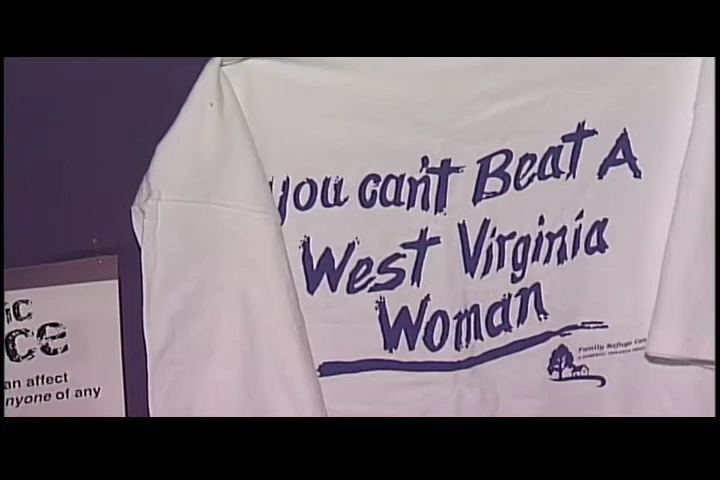 you can't Beat A
West Virginia
Woman
Family Refuge Cen
ic
ce
an affect
nyone of any